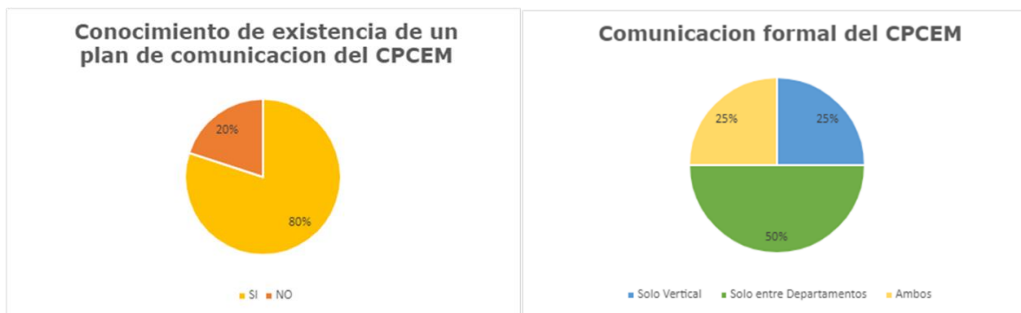 Conocimiento de existencia de un
plan de comunicacion del CPCEM
20%
80%
SI NO
Comunicacion formal del CPCEM
25% 25%
50%
Solo Vertical Solo entre Departamentos Ambos